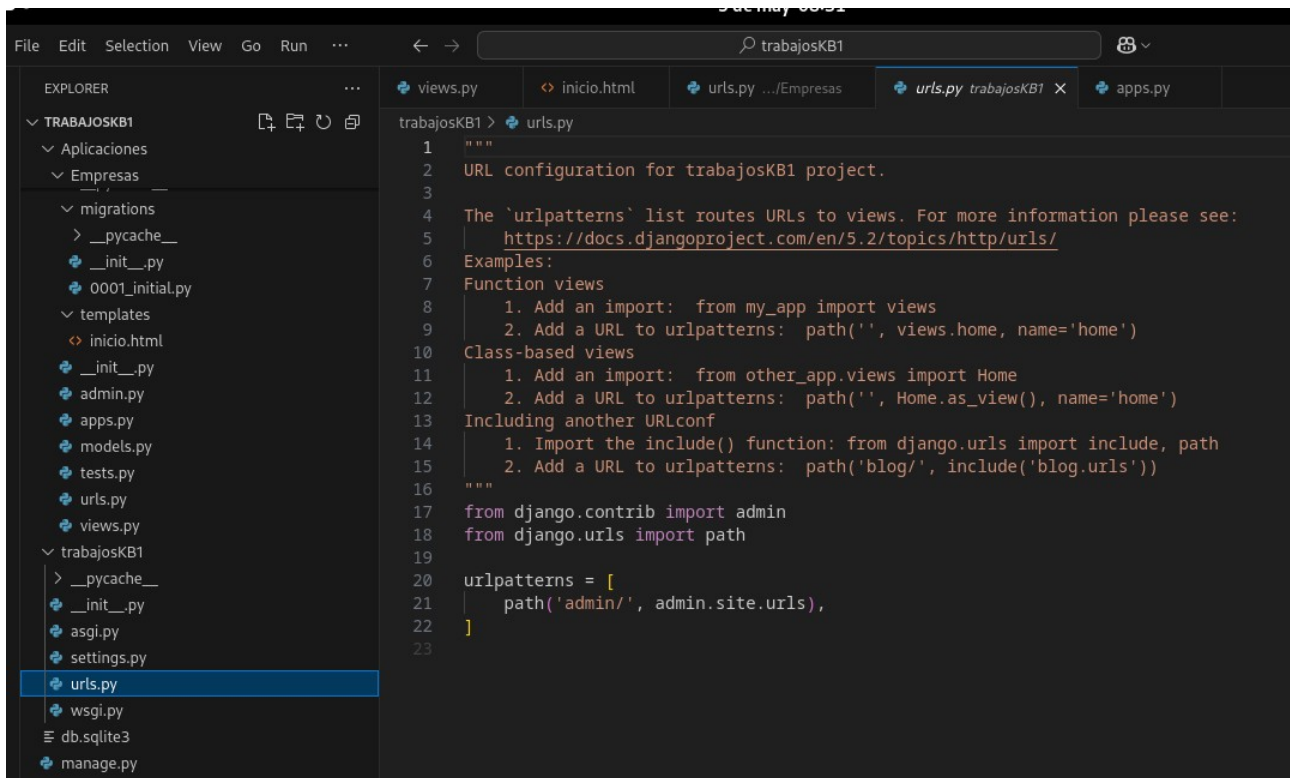 File Edit Selection View Go Run ··· ← → trabajosKB1
EXPLORER ···
TRABAJOSKB1
Aplicaciones
Empresas
migrations
__pycache__
__init__.py
0001_initial.py
templates
inicio.html
__init__.py
admin.py
apps.py
models.py
tests.py
urls.py
views.py
trabajosKB1
__pycache__
__init__.py
asgi.py
settings.py
urls.py
wsgi.py
db.sqlite3
manage.py
views.py inicio.html urls.py .../Empresas urls.py trabajosKB1 X apps.py
trabajosKB1 > urls.py
1 """
2 URL configuration for trabajosKB1 project.
3
4 The `urlpatterns` list routes URLs to views. For more information please see:
5 https://docs.djangoproject.com/en/5.2/topics/http/urls/
6 Examples:
7 Function views
8 1. Add an import: from my_app import views
9 2. Add a URL to urlpatterns: path('', views.home, name='home')
10 Class-based views
11 1. Add an import: from other_app.views import Home
12 2. Add a URL to urlpatterns: path('', Home.as_view(), name='home')
13 Including another URLconf
14 1. Import the include() function: from django.urls import include, path
15 2. Add a URL to urlpatterns: path('blog/', include('blog.urls'))
16 """
17 from django.contrib import admin
18 from django.urls import path
19
20 urlpatterns = [
21 path('admin/', admin.site.urls),
22 ]
23